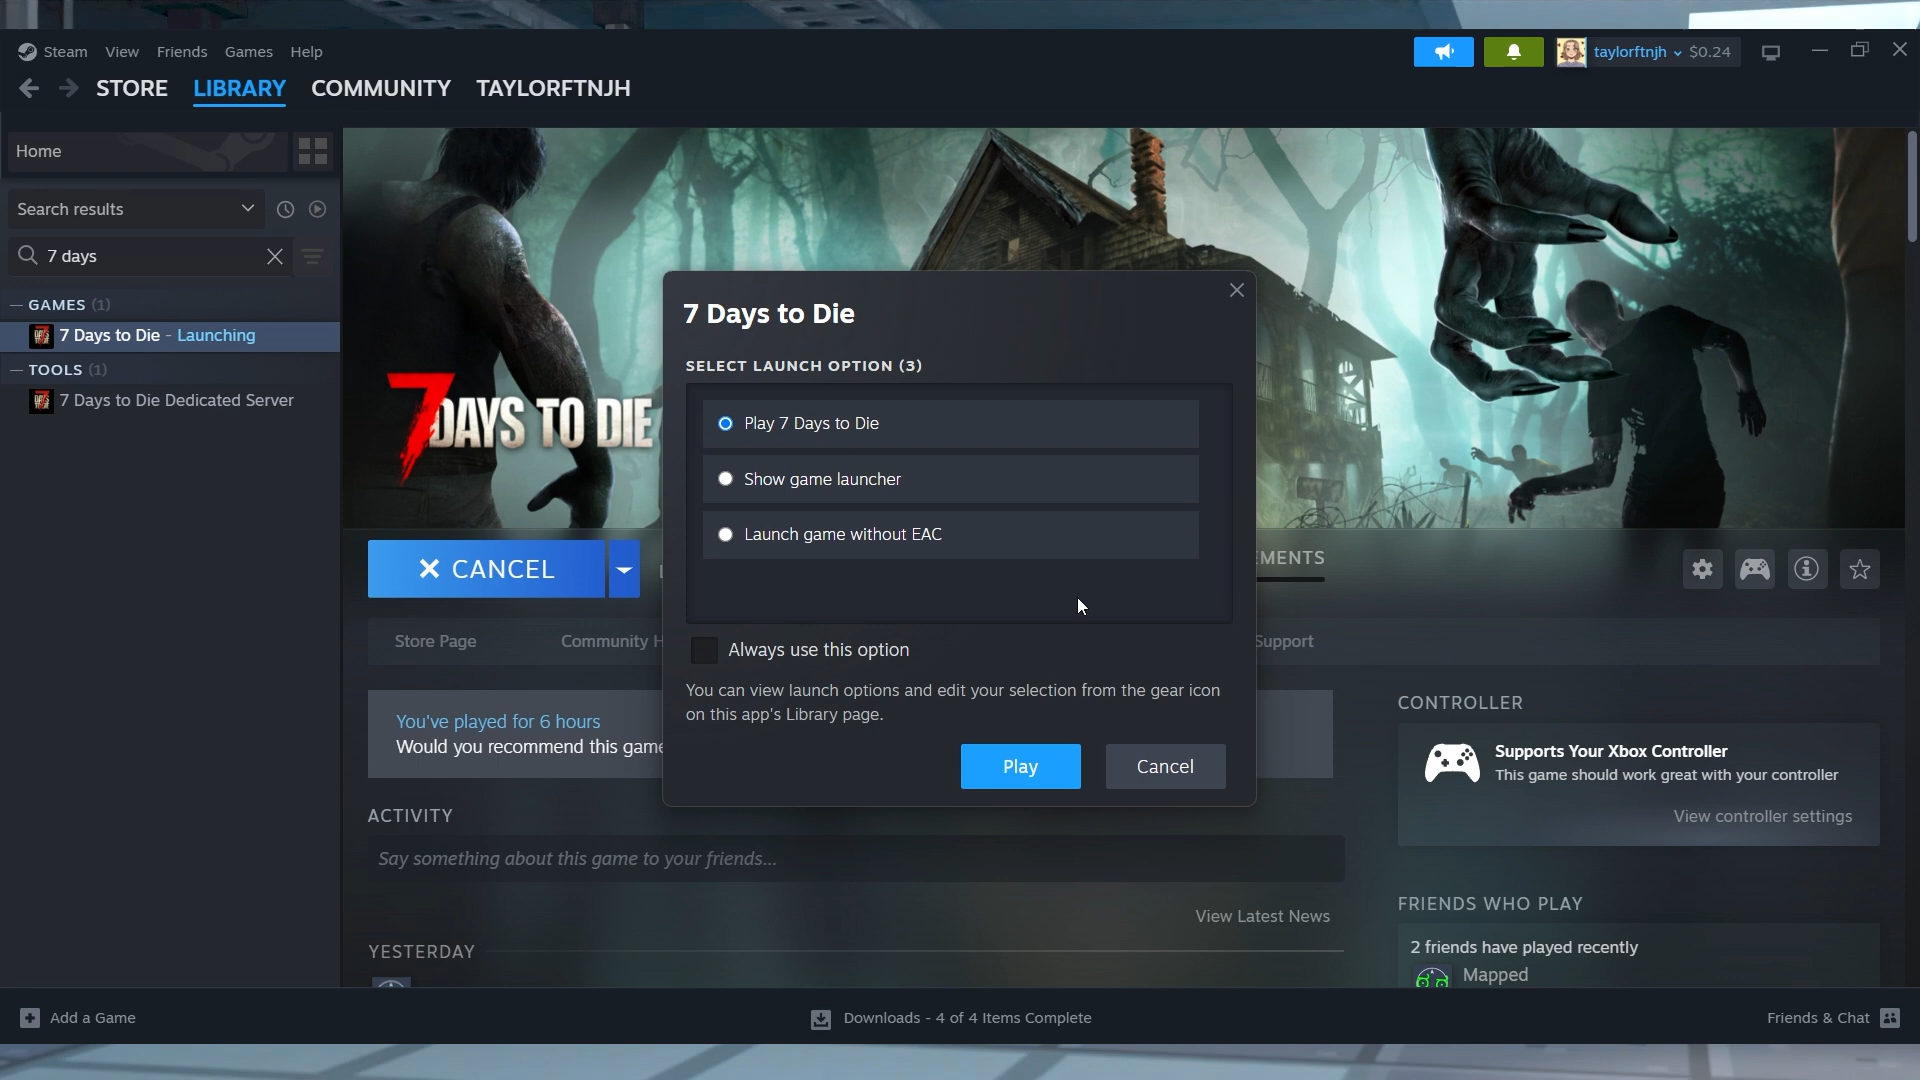 Steam View Friends Games Help
taylorftnjh $0.24
STORE LIBRARY COMMUNITY TAYLORFTNJH
Home
Search results
7 days
— GAMES (1)
7 Days to Die - Launching
— TOOLS (1)
7 Days to Die Dedicated Server
7 DAYS TO DIE
7 Days to Die
SELECT LAUNCH OPTION (3)
Play 7 Days to Die
Show game launcher
Launch game without EAC
Always use this option
You can view launch options and edit your selection from the gear icon
on this app's Library page.
Play Cancel
CANCEL
EMENTS
Store Page Community H
Support
You've played for 6 hours
Would you recommend this game
ACTIVITY
Say something about this game to your friends...
View Latest News
YESTERDAY
CONTROLLER
Supports Your Xbox Controller
This game should work great with your controller
View controller settings
FRIENDS WHO PLAY
2 friends have played recently
Mapped
Add a Game
Downloads - 4 of 4 Items Complete
Friends & Chat